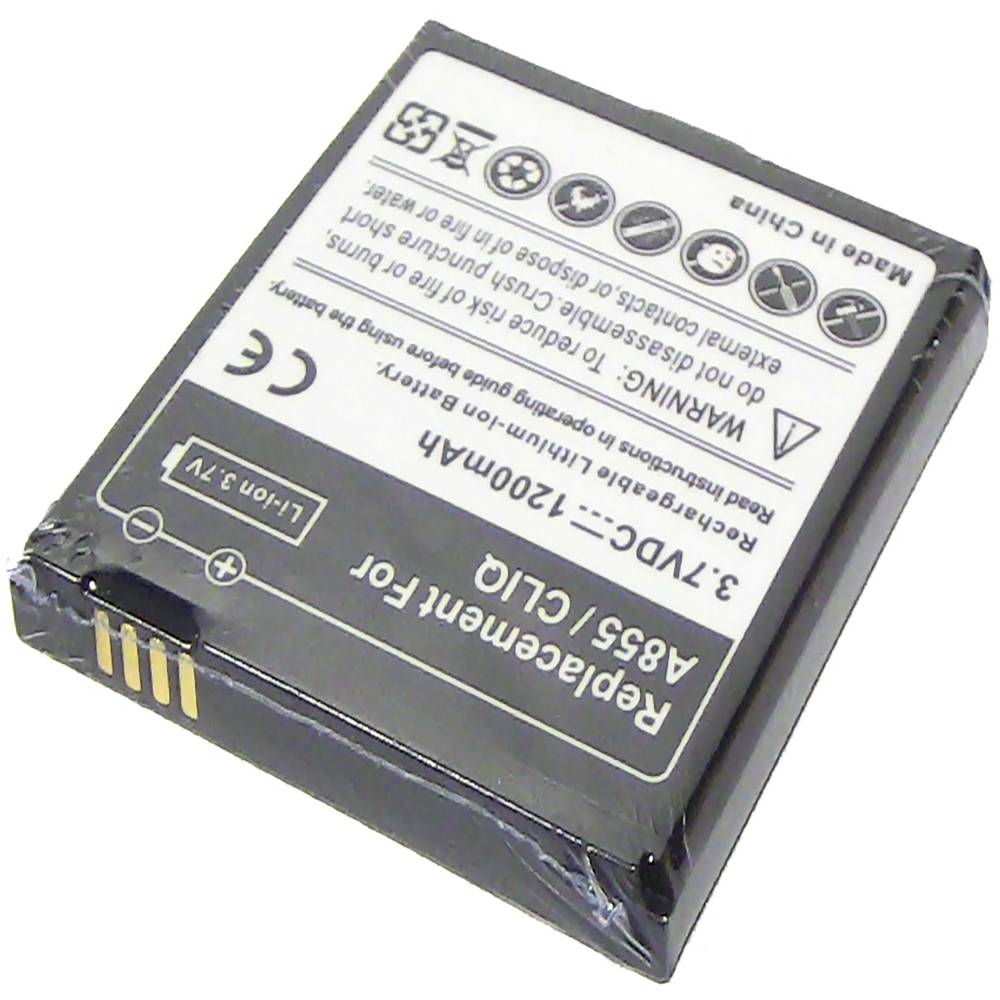 Replacement For
A855 / CLIQ
Li-ion 3.7V
3.7VDC 1200mAh
Rechargeable Lithium-Ion Battery.
Read instructions in operating guide before using the battery.
WARNING: To reduce risk of fire or burns,
do not disassemble. Crush puncture short
external contacts,or dispose of in fire or water.
Made in China